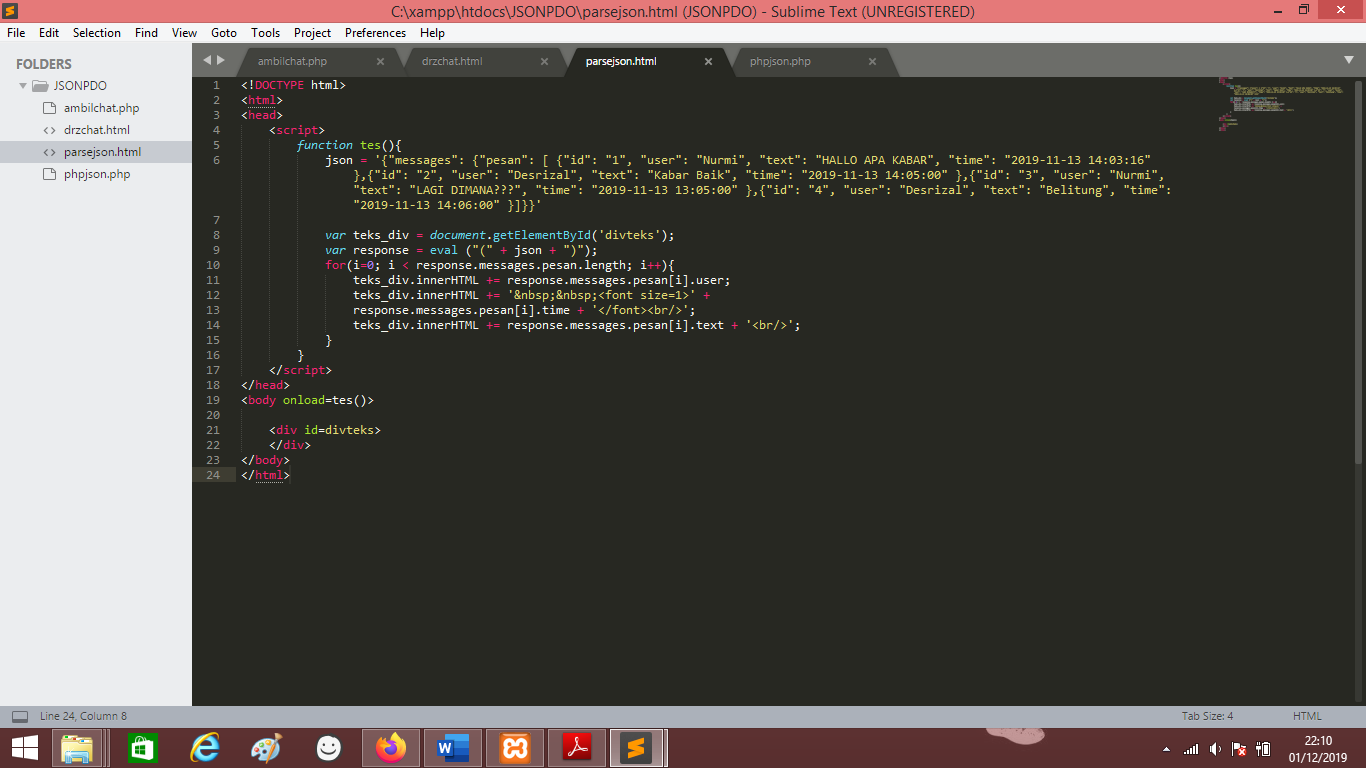 C:\xampp\htdocs\JSONPDO\parsejson.html (JSONPDO) - Sublime Text (UNREGISTERED)
File Edit Selection Find View Goto Tools Project Preferences Help
FOLDERS
JSONPDO
ambilchat.php
drzchat.html
parsejson.html
phpjson.php
ambilchat.php drzchat.html parsejson.html phpjson.php
1 <!DOCTYPE html>
2 <html>
3 <head>
4     <script>
5         function tes(){
6             json = '{"messages": {"pesan": [ {"id": "1", "user": "Nurmi", "text": "HALLO APA KABAR", "time": "2019-11-13 14:03:16"
},{"id": "2", "user": "Desrizal", "text": "Kabar Baik", "time": "2019-11-13 14:05:00" },{"id": "3", "user": "Nurmi",
"text": "LAGI DIMANA???", "time": "2019-11-13 13:05:00" },{"id": "4", "user": "Desrizal", "text": "Belitung", "time":
"2019-11-13 14:06:00" }]}}'
7
8             var teks_div = document.getElementById('divteks');
9             var response = eval ("(" + json + ")");
10             for(i=0; i < response.messages.pesan.length; i++){
11                 teks_div.innerHTML += response.messages.pesan[i].user;
12                 teks_div.innerHTML += '&nbsp;&nbsp;<font size=1>' +
13                 response.messages.pesan[i].time + '</font><br/>';
14                 teks_div.innerHTML += response.messages.pesan[i].text + '<br/>';
15             }
16         }
17     </script>
18 </head>
19 <body onload=tes()>
20
21     <div id=divteks>
22     </div>
23 </body>
24 </html>
Line 24, Column 8 Tab Size: 4 HTML
22:10
01/12/2019